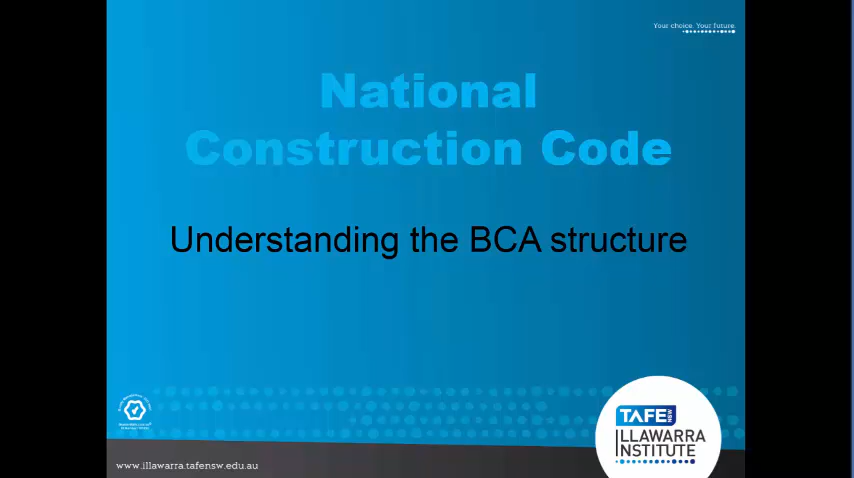 Your choice. Your future.
National
Construction Code
Understanding the BCA structure
TAFE NSW
ILLAWARRA
INSTITUTE
www.illawarra.tafensw.edu.au